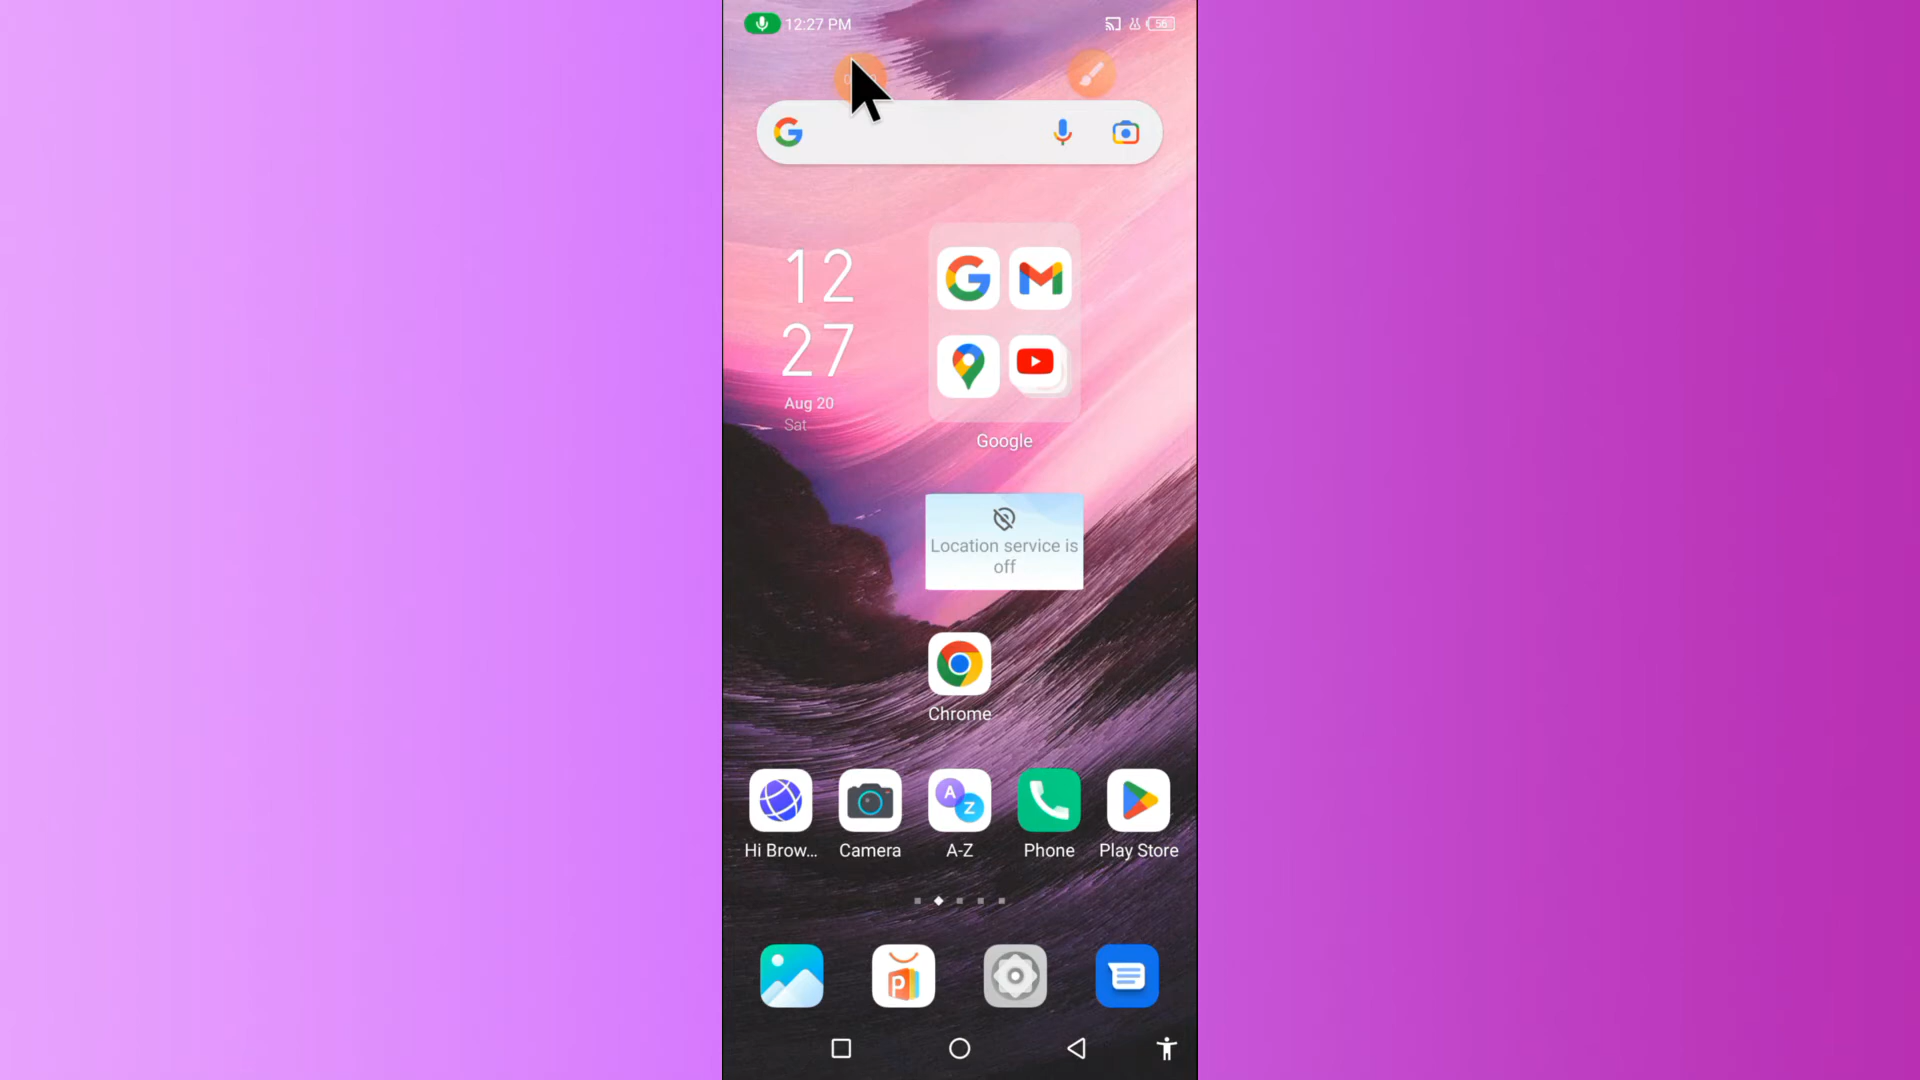 12:27 PM
56
12
27
Aug 20
Sat
Google
Location service is
off
Chrome
A
Z
Hi Brow...
Camera
A-Z
Phone
Play Store
P